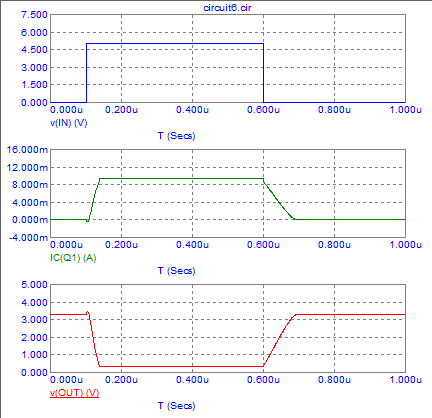 circuit6.cir
7.500
6.000
4.500
3.000
1.500
0.000
0.000u 0.200u 0.400u 0.600u 0.800u 1.000u
v(IN) (V)
T (Secs)
16.000m
12.000m
8.000m
4.000m
0.000m
-4.000m
0.000u 0.200u 0.400u 0.600u 0.800u 1.000u
IC(Q1) (A)
T (Secs)
5.000
4.000
3.000
2.000
1.000
0.000
0.000u 0.200u 0.400u 0.600u 0.800u 1.000u
v(OUT) (V)
T (Secs)